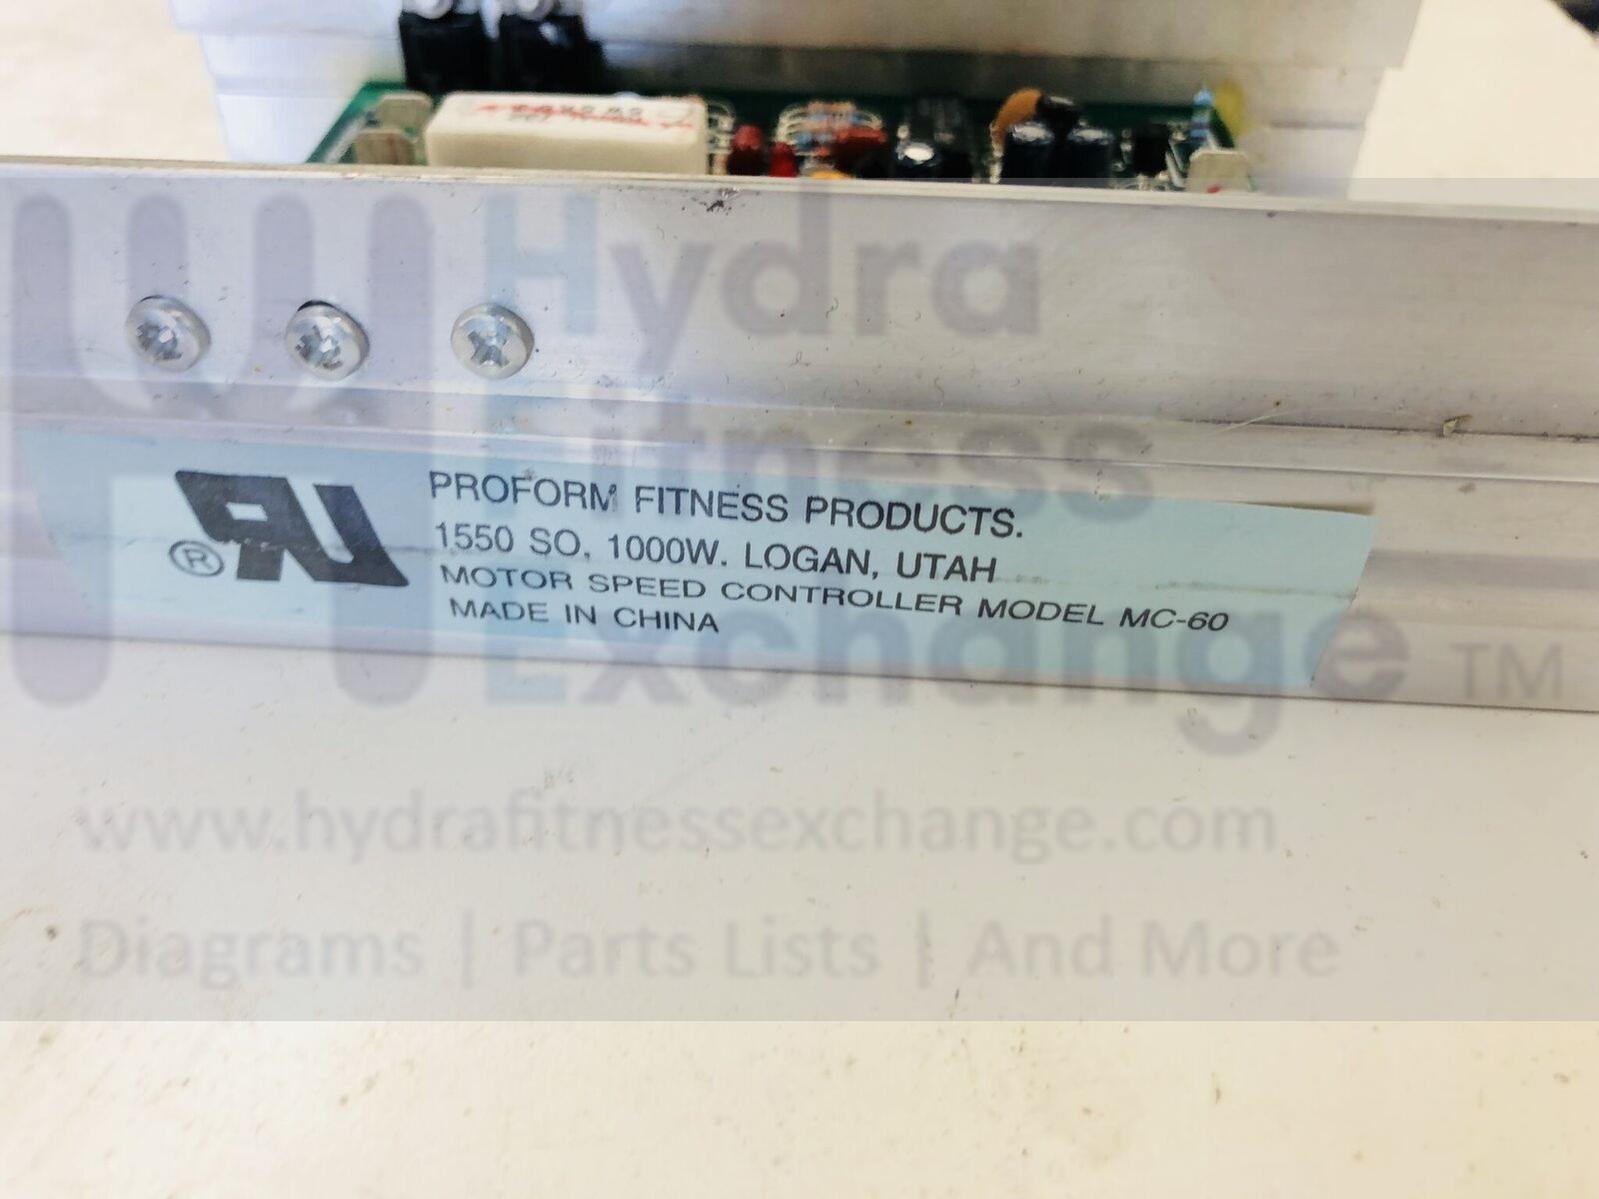 PROFORM FITNESS PRODUCTS.
1550 SO, 1000W. LOGAN, UTAH
MOTOR SPEED CONTROLLER MODEL MC-60
MADE IN CHINA
®
Hydra
Fitness
Exchange TM
www.hydrafitnessexchange.com
Diagrams | Parts Lists | And More